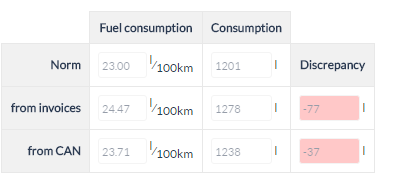 Fuel consumption Consumption
Norm 23.00 l/100km 1201 l Discrepancy
from invoices 24.47 l/100km 1278 l -77 l
from CAN 23.71 l/100km 1238 l -37 l